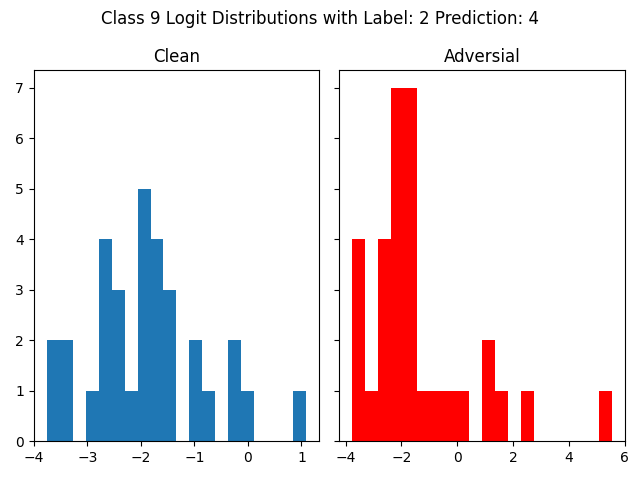 Class 9 Logit Distributions with Label: 2 Prediction: 4
Clean
Adversial
7
6
5
4
3
2
1
0
−4 −3 −2 −1 0 1
−4 −2 0 2 4 6